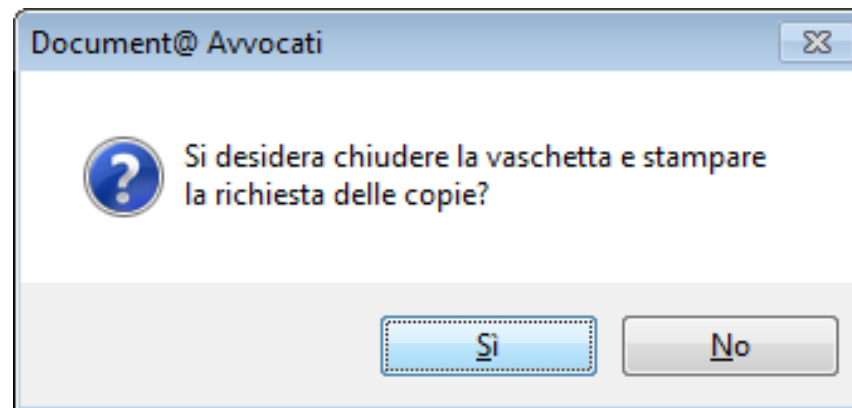 Document@ Avvocati
Si desidera chiudere la vaschetta e stampare
la richiesta delle copie?
Sì
No